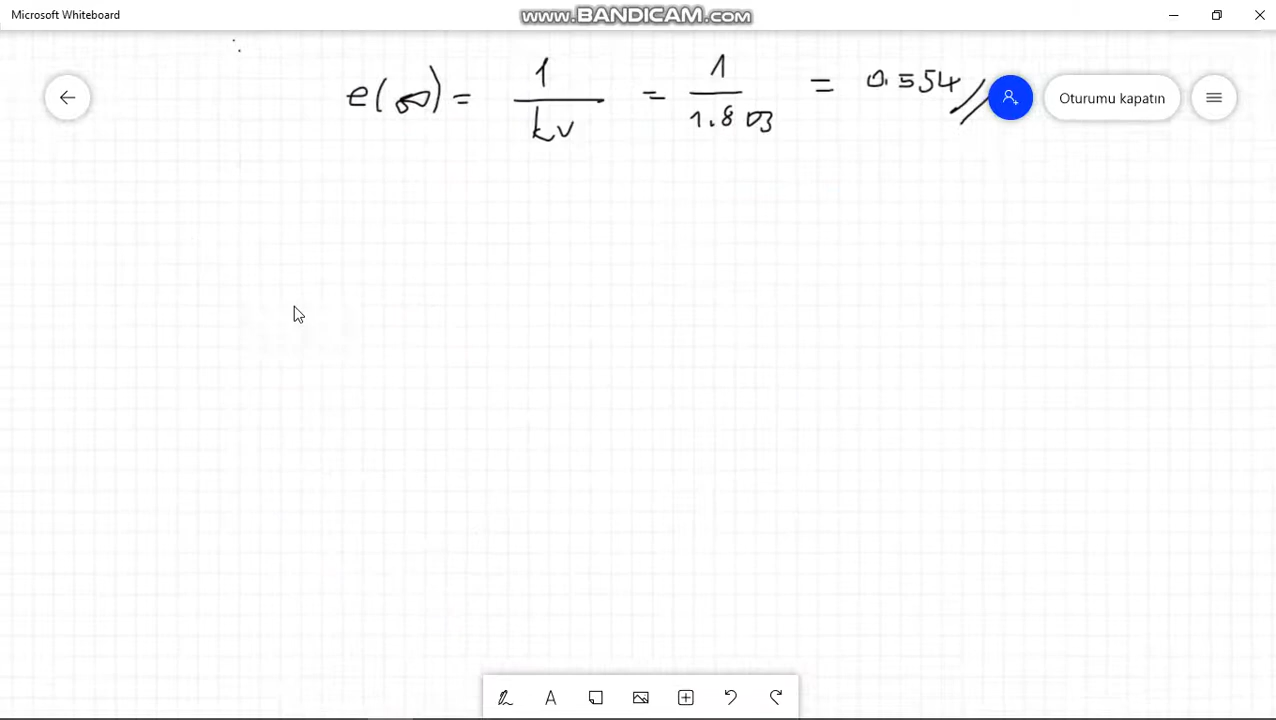 Microsoft Whiteboard
www.BANDICAM.com
e(∞) = 1/kv = 1/1.803 = 0.554 //
Oturumu kapatın
A